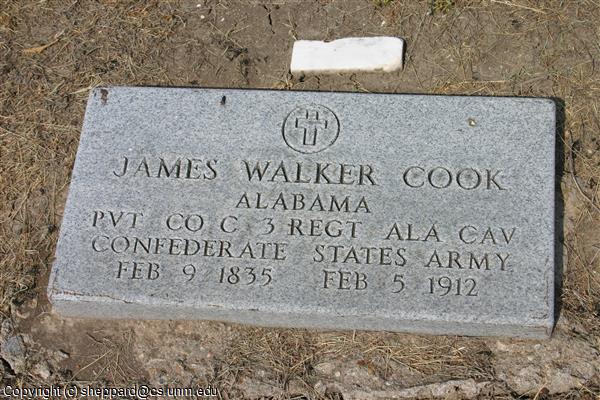 JAMES WALKER COOK
ALABAMA
PVT CO C 3 REGT ALA CAV
CONFEDERATE STATES ARMY
FEB 9 1835 FEB 5 1912
Copyright (c) sheppard@cs.unm.edu